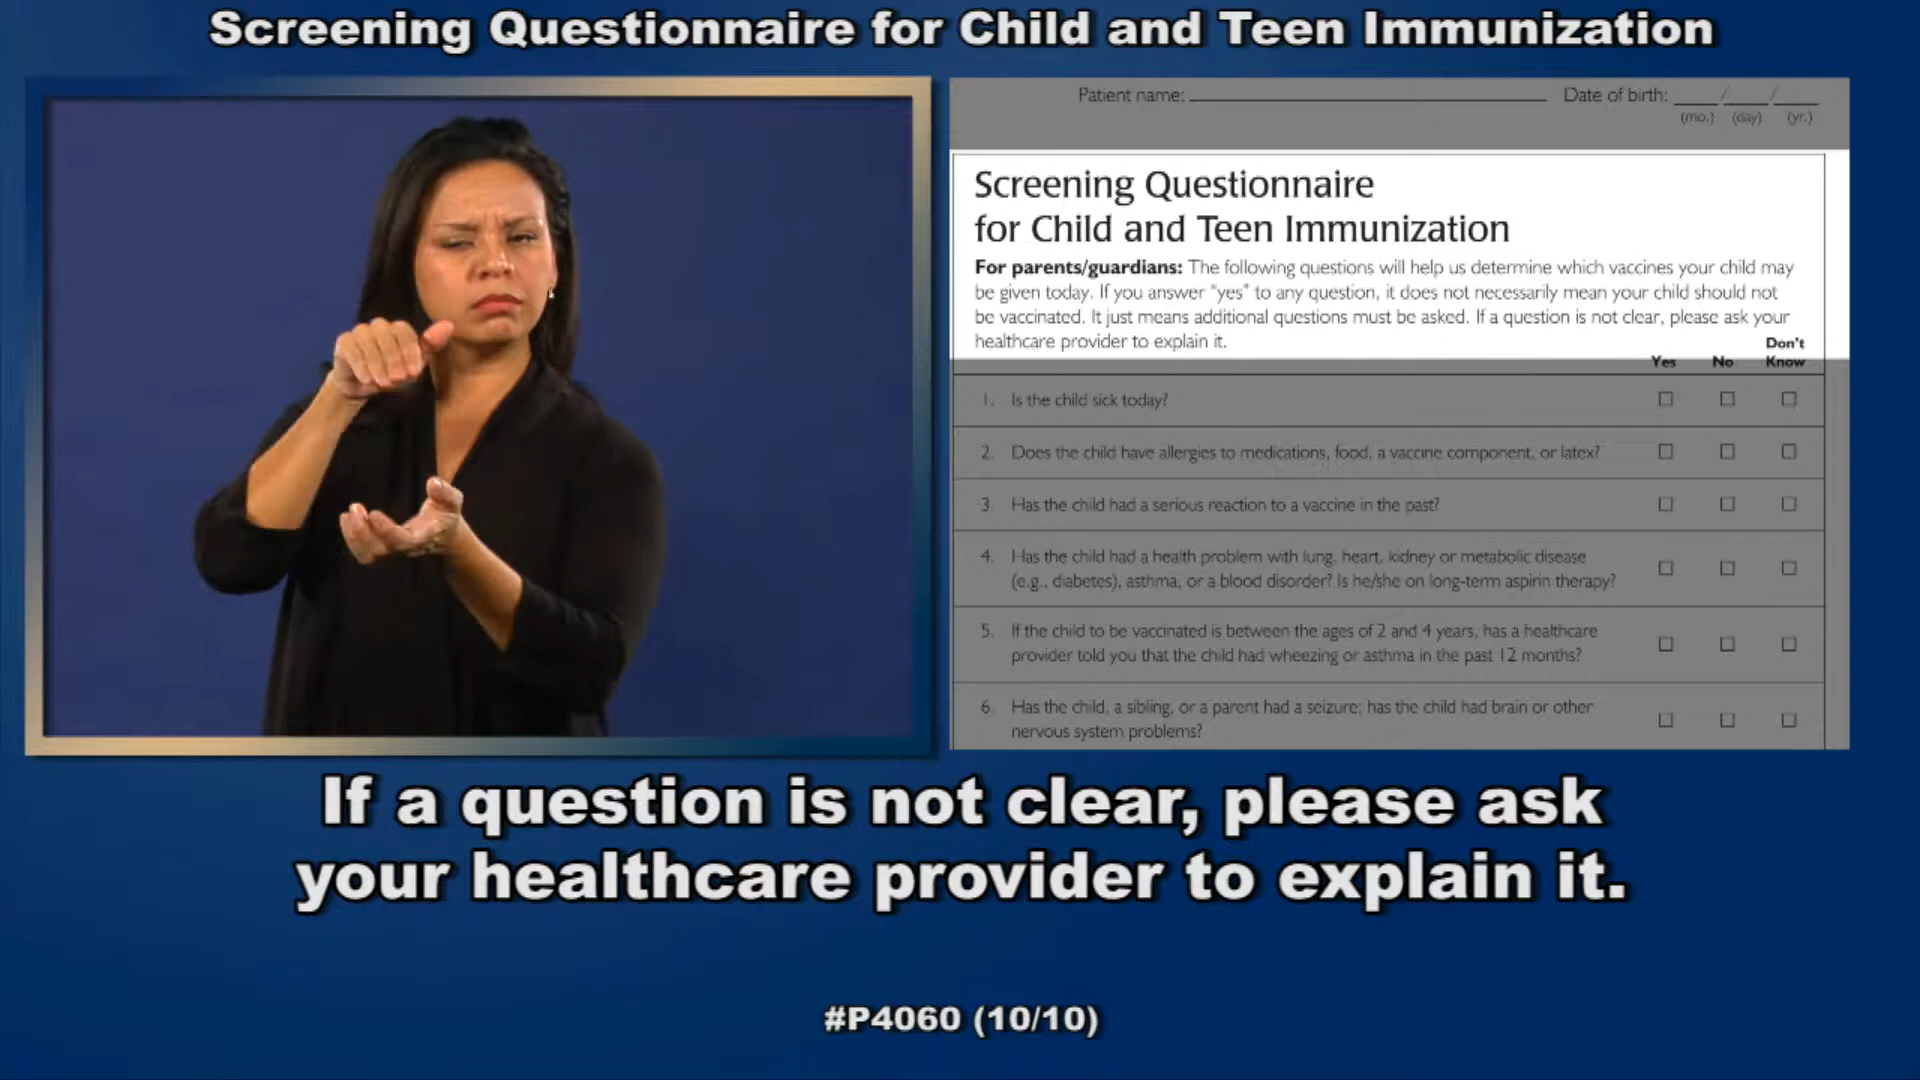 Screening Questionnaire for Child and Teen Immunization
Patient name:
Date of birth: / /
(mo.) (day) (yr.)
Screening Questionnaire
for Child and Teen Immunization
For parents/guardians: The following questions will help us determine which vaccines your child may
be given today. If you answer "yes" to any question, it does not necessarily mean your child should not
be vaccinated. It just means additional questions must be asked. If a question is not clear, please ask your
healthcare provider to explain it.
Yes No Don't Know
1. Is the child sick today?
2. Does the child have allergies to medications, food, a vaccine component, or latex?
3. Has the child had a serious reaction to a vaccine in the past?
4. Has the child had a health problem with lung, heart, kidney or metabolic disease
(e.g., diabetes), asthma, or a blood disorder? Is he/she on long-term aspirin therapy?
5. If the child to be vaccinated is between the ages of 2 and 4 years, has a healthcare
provider told you that the child had wheezing or asthma in the past 12 months?
6. Has the child, a sibling, or a parent had a seizure; has the child had brain or other
nervous system problems?
If a question is not clear, please ask
your healthcare provider to explain it.
#P4060 (10/10)